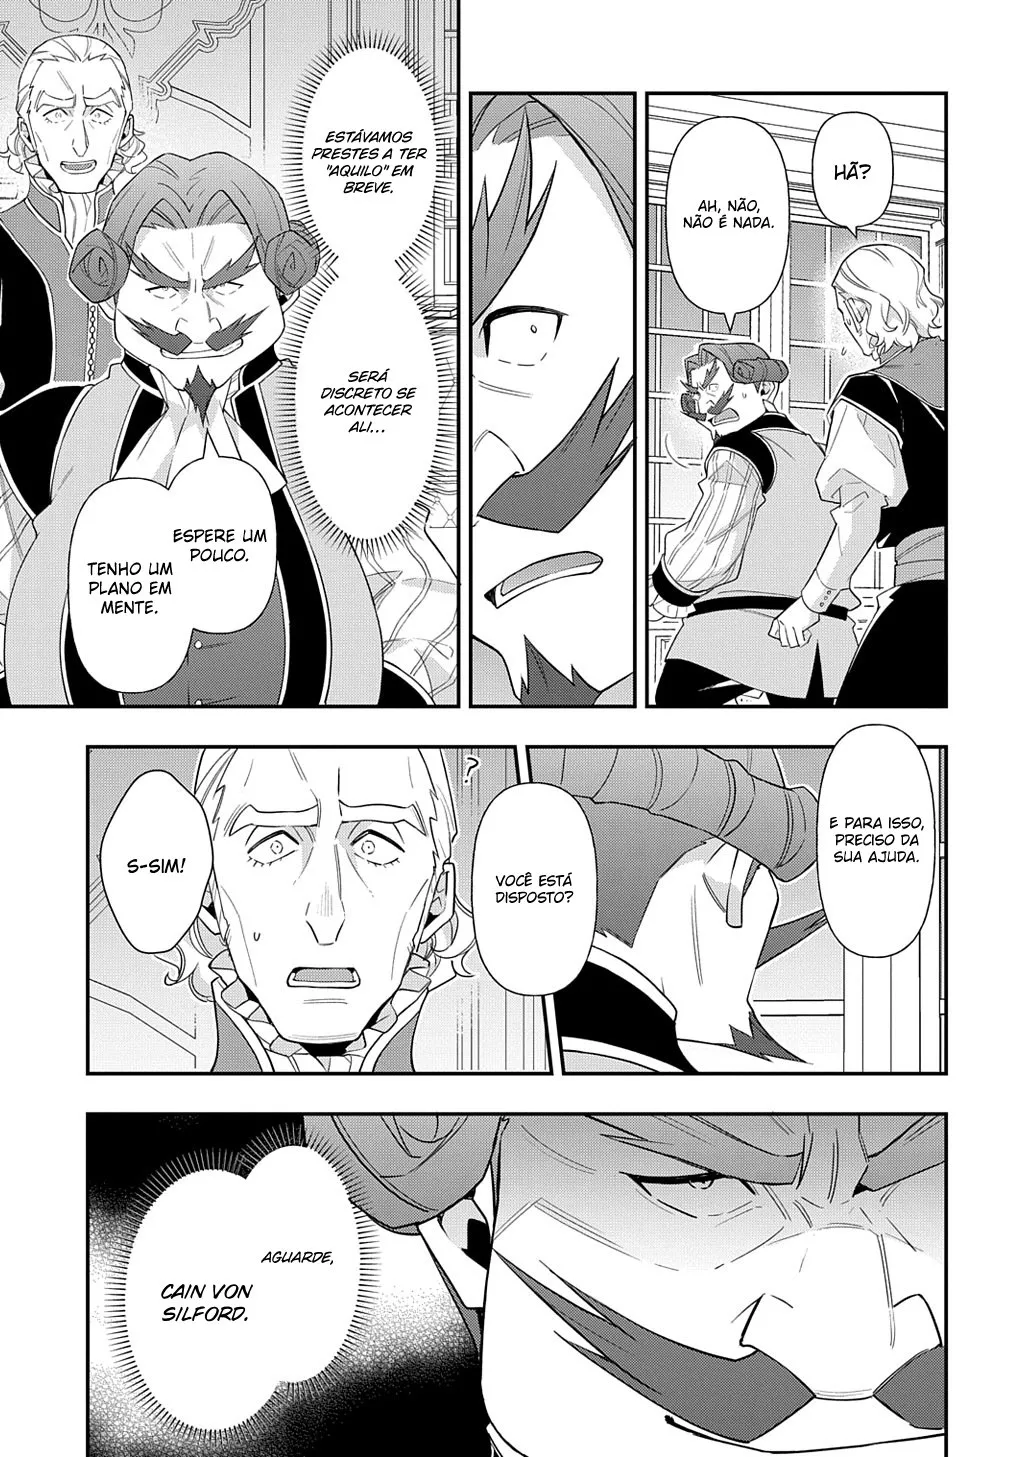 HÃ?
AH, NÃO,
NÃO É NADA.
ESTÁVAMOS
PRESTES A TER
"AQUILO" EM
BREVE.
SERÁ
DISCRETO SE
ACONTECER
ALI...
ESPERE UM
POUCO.
TENHO UM
PLANO EM
MENTE.
E PARA ISSO,
PRECISO DA
SUA AJUDA.
VOCÊ ESTÁ
DISPOSTO?
?
S-SIM!
AGUARDE,
CAIN VON
SILFORD.